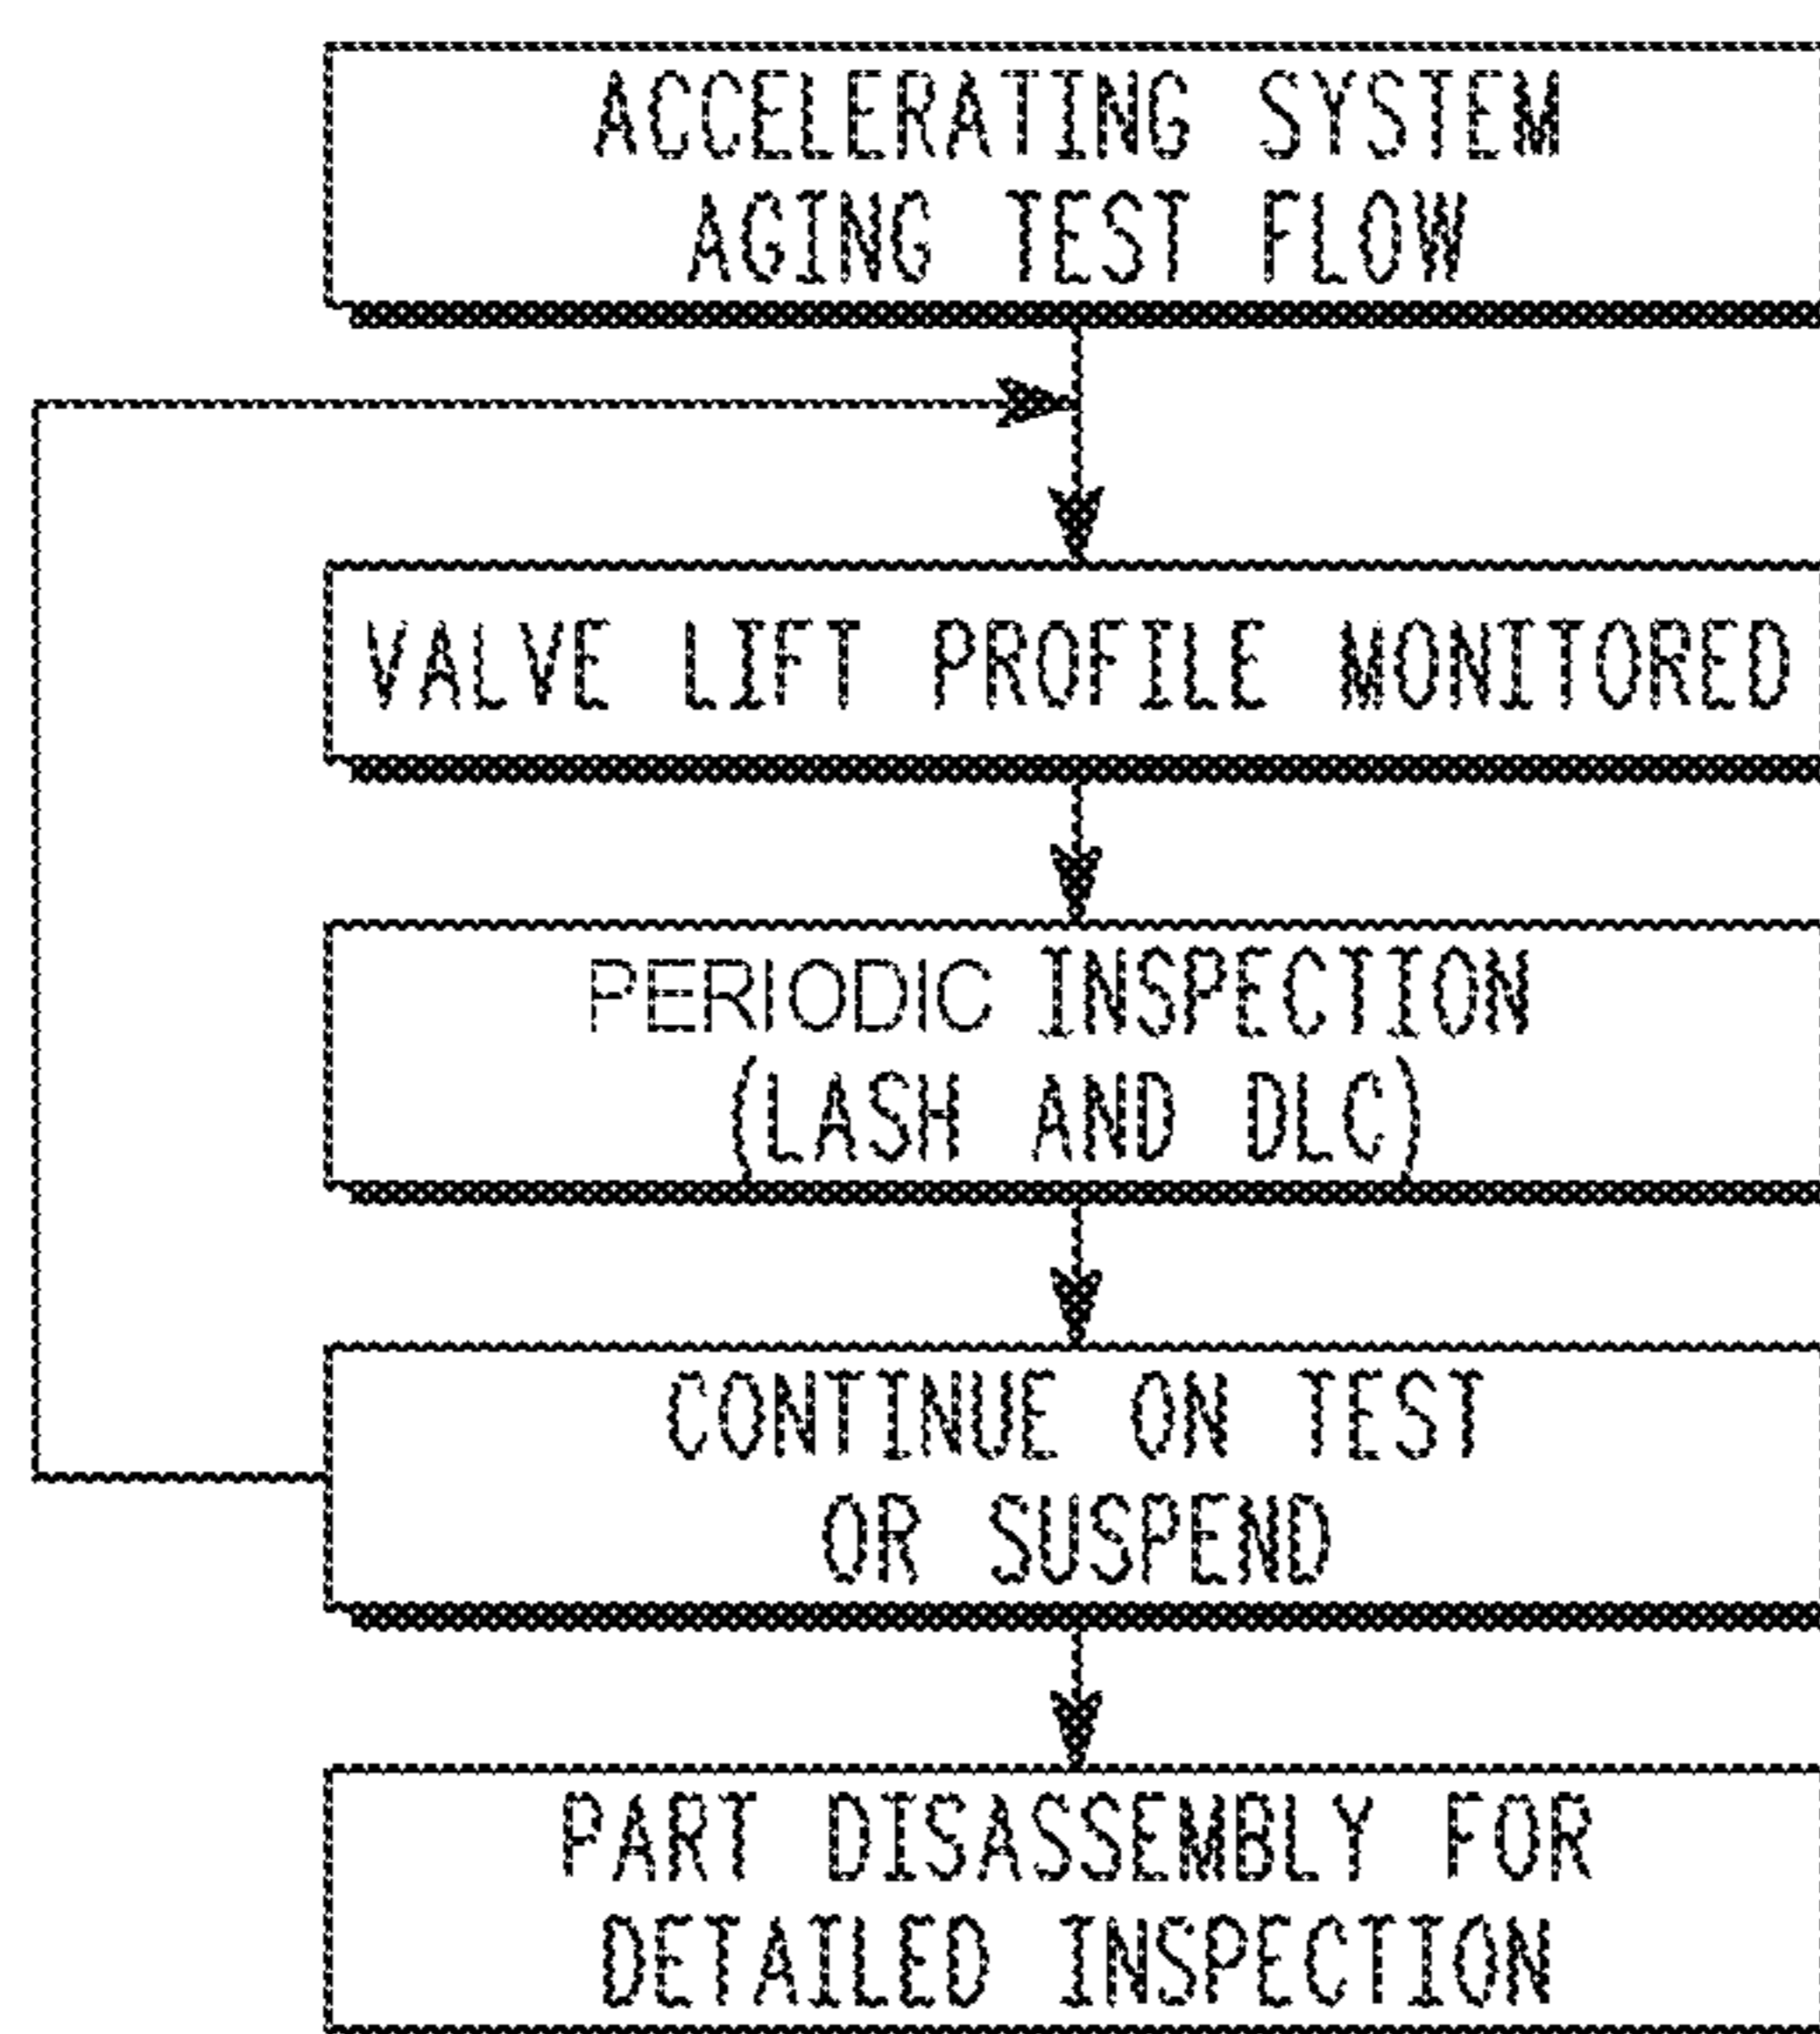 ACCELERATING SYSTEM
AGING TEST FLOW
VALVE LIFT PROFILE MONITORED
PERIODIC INSPECTION
(LASH AND DLC)
CONTINUE ON TEST
OR SUSPEND
PART DISASSEMBLY FOR
DETAILED INSPECTION